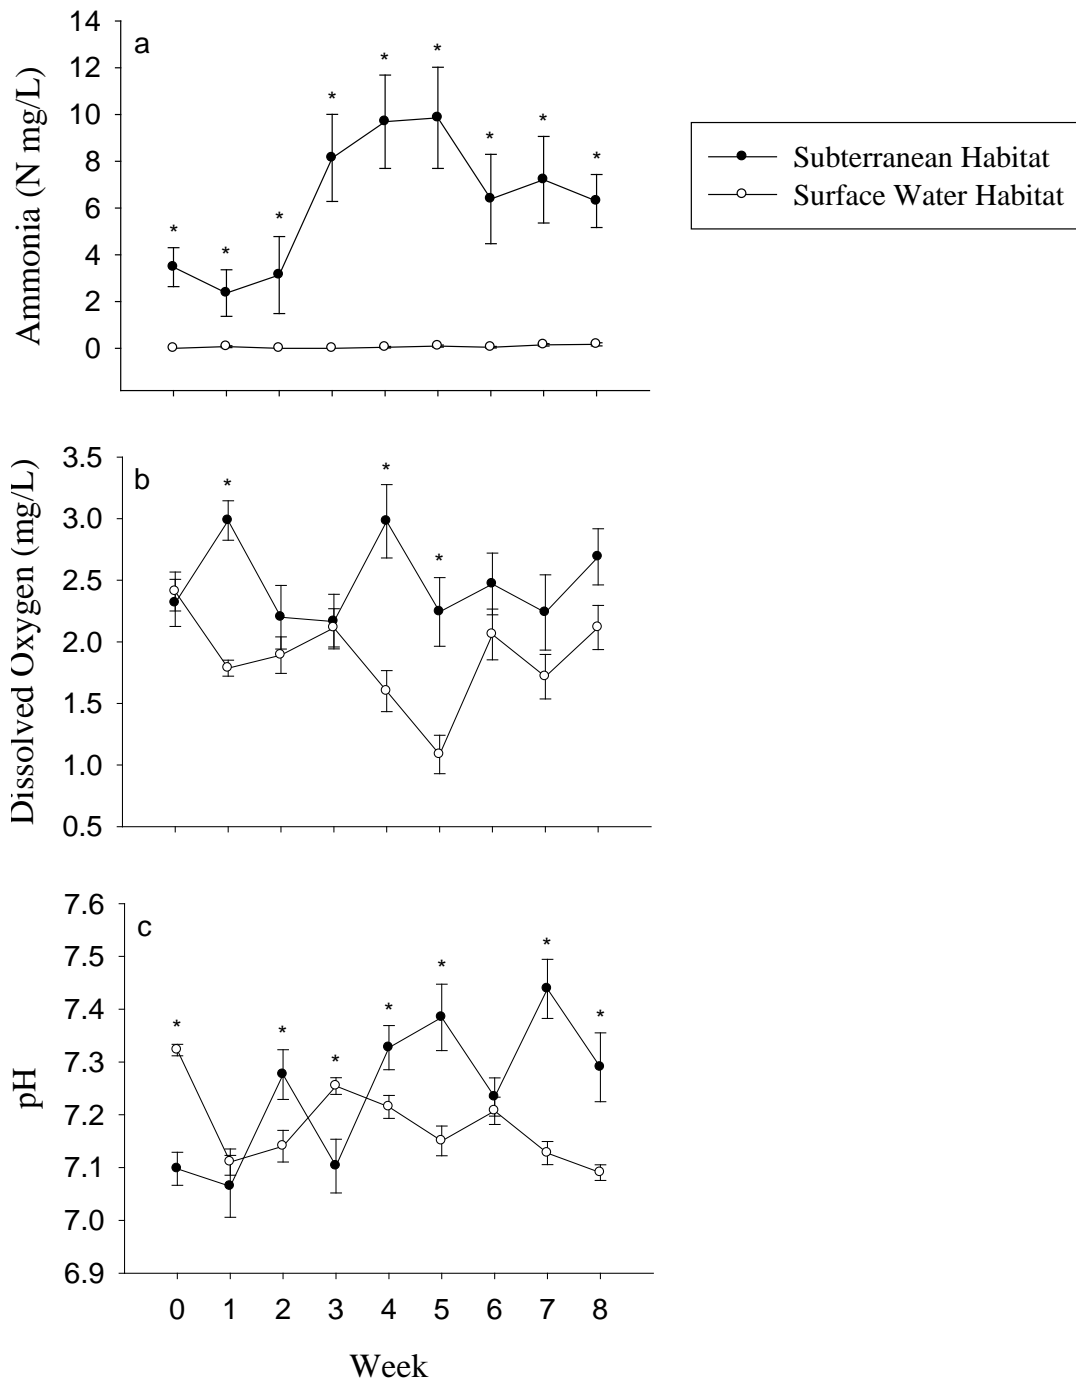 a
Ammonia (N mg/L)
14
12
10
8
6
4
2
0
* * * * * * * * *
Subterranean Habitat
Surface Water Habitat
b
Dissolved Oxygen (mg/L)
3.5
3.0
2.5
2.0
1.5
1.0
0.5
* * *
c
pH
7.6
7.5
7.4
7.3
7.2
7.1
7.0
6.9
* * * * * * *
0 1 2 3 4 5 6 7 8
Week